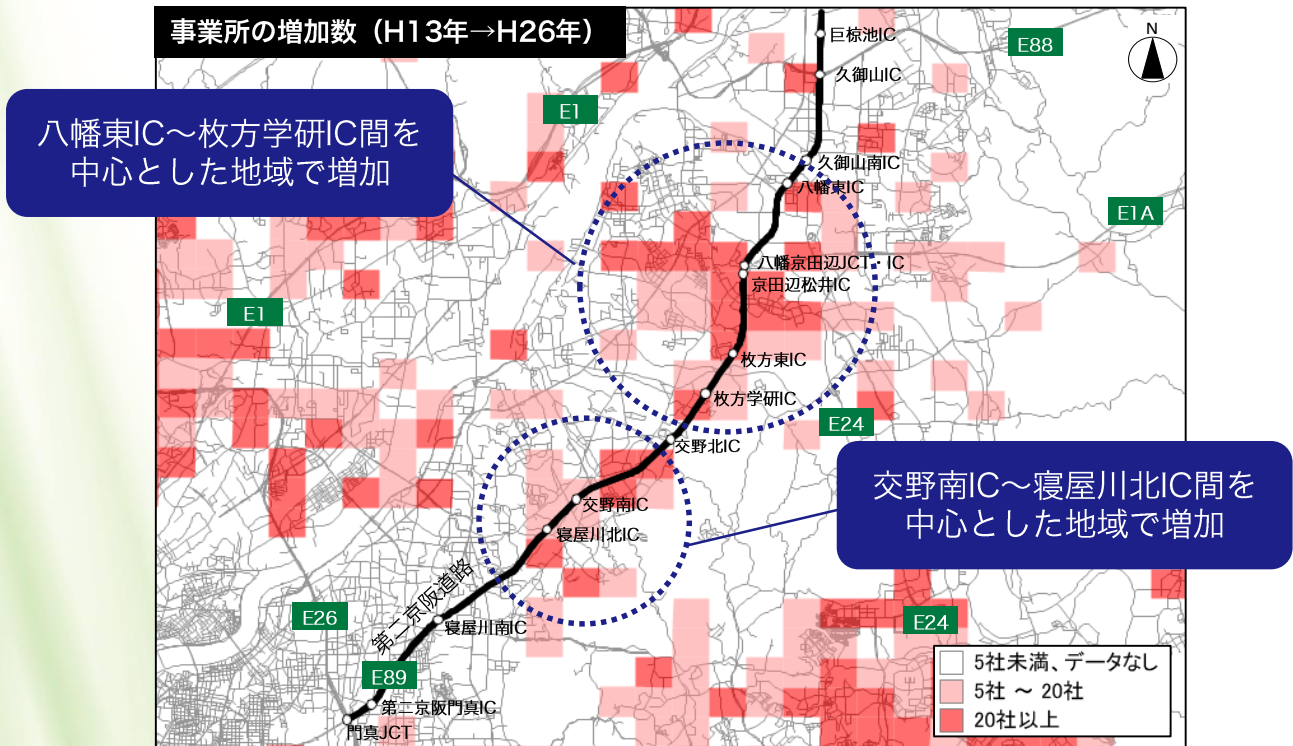 事業所の増加数（H13年→H26年）
N
巨椋池IC
E88
久御山IC
E1
八幡東IC～枚方学研IC間を
中心とした地域で増加
久御山南IC
八幡東IC
E1A
八幡京田辺JCT・IC
京田辺松井IC
E1
枚方東IC
枚方学研IC
E24
交野北IC
交野南IC～寝屋川北IC間を
中心とした地域で増加
交野南IC
寝屋川北IC
第二京阪道路
E26
寝屋川南IC
E24
E89
第二京阪門真IC
門真JCT
5社未満、データなし
5社 ～ 20社
20社以上